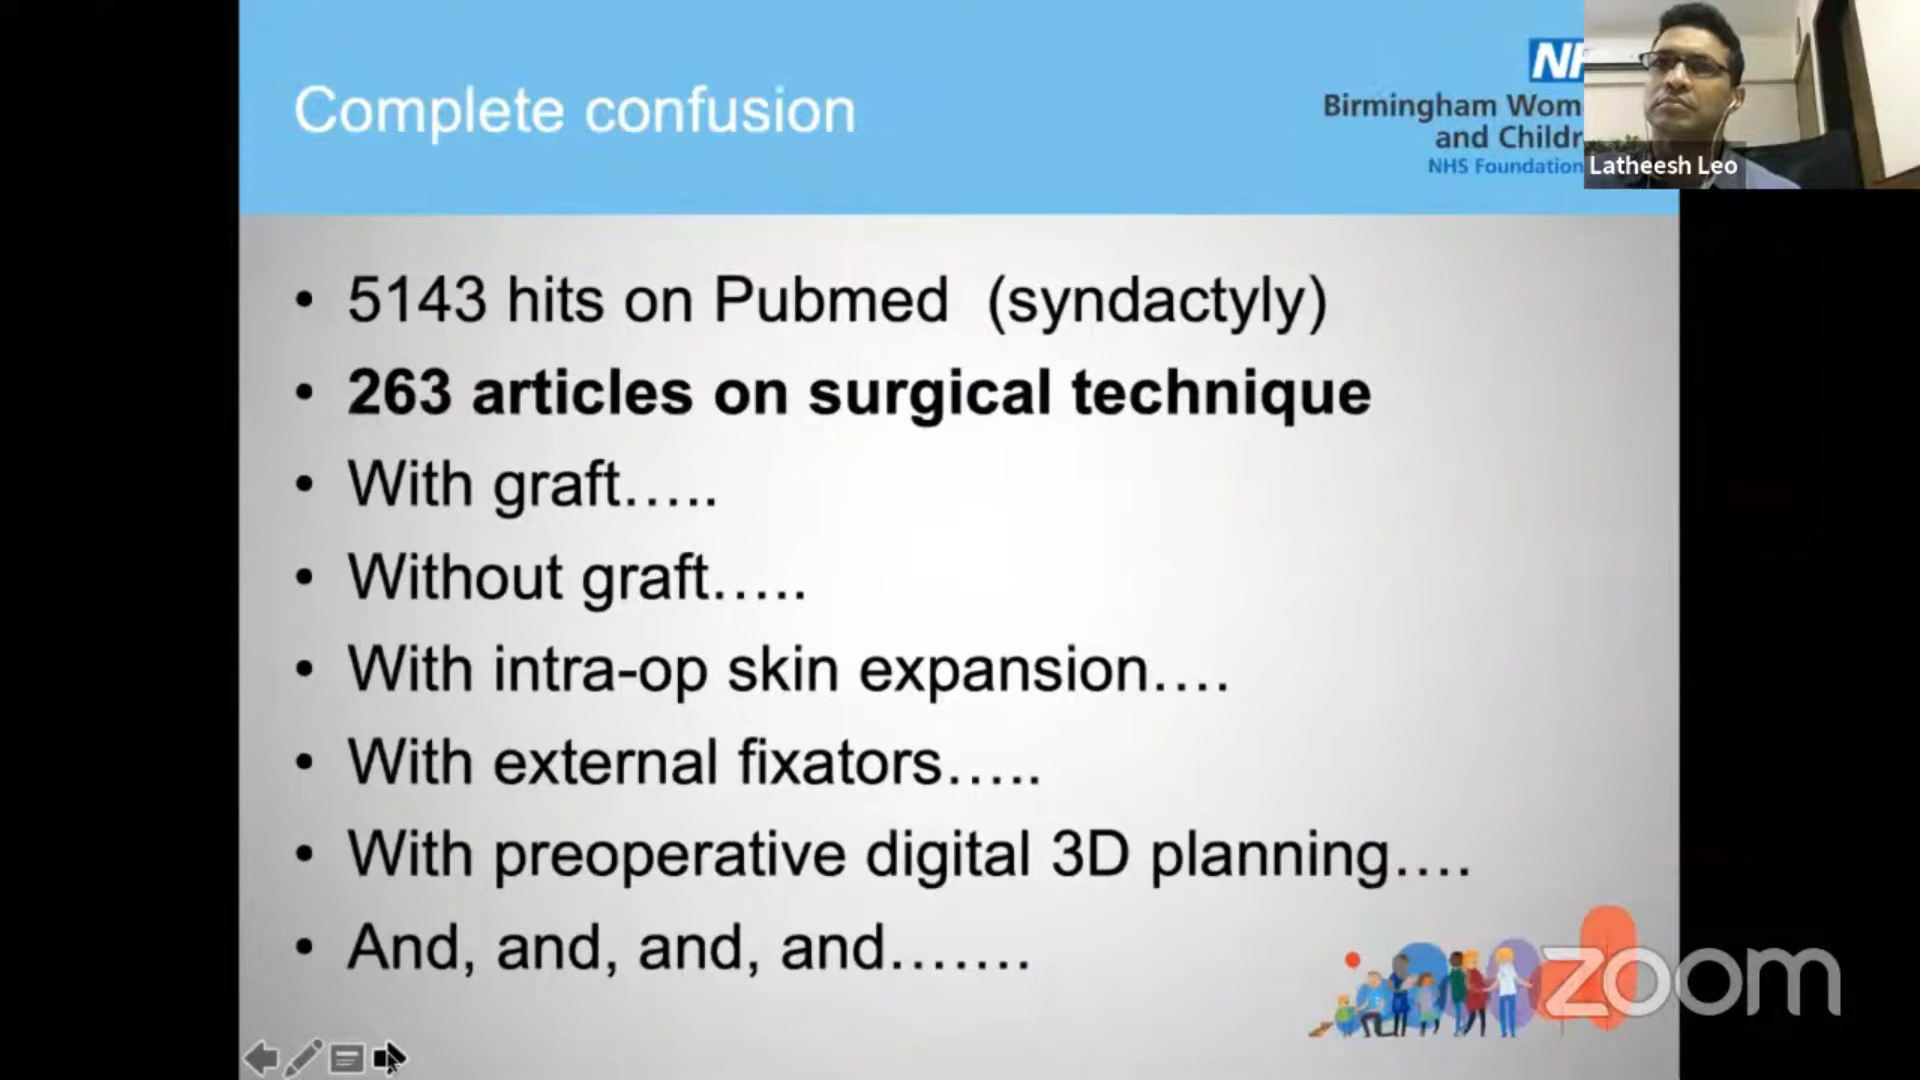 Complete confusion
NH
Birmingham Wom
and Childr
NHS Foundation
Latheesh Leo
• 5143 hits on Pubmed (syndactyly)
• 263 articles on surgical technique
• With graft…..
• Without graft…..
• With intra-op skin expansion….
• With external fixators…..
• With preoperative digital 3D planning….
• And, and, and, and…….
zoom